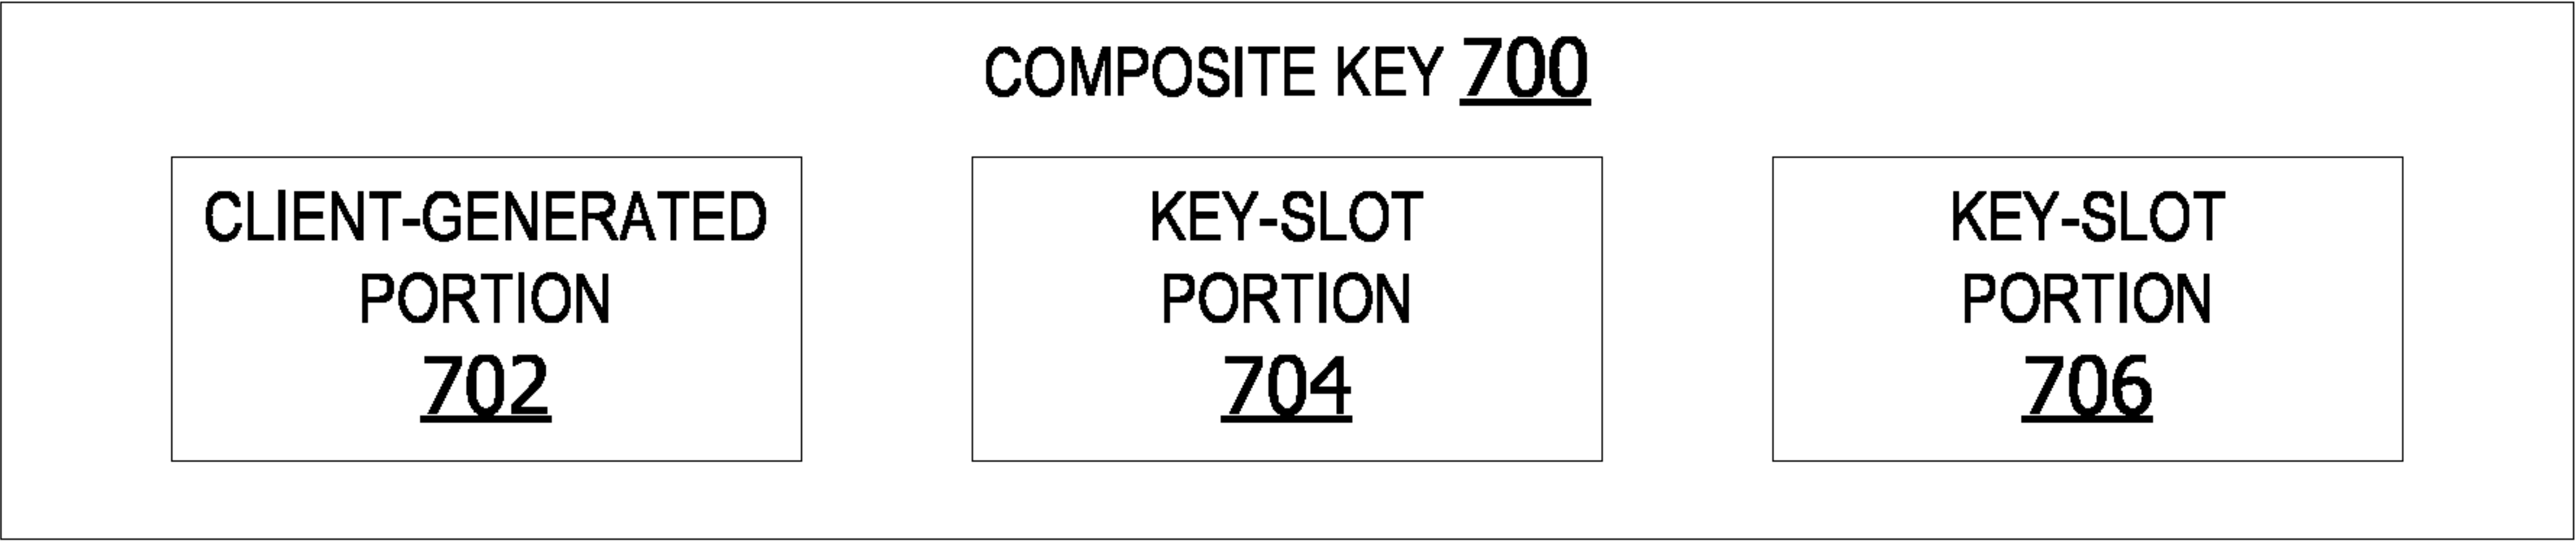 COMPOSITE KEY 700
CLIENT-GENERATED
PORTION
702
KEY-SLOT
PORTION
704
KEY-SLOT
PORTION
706